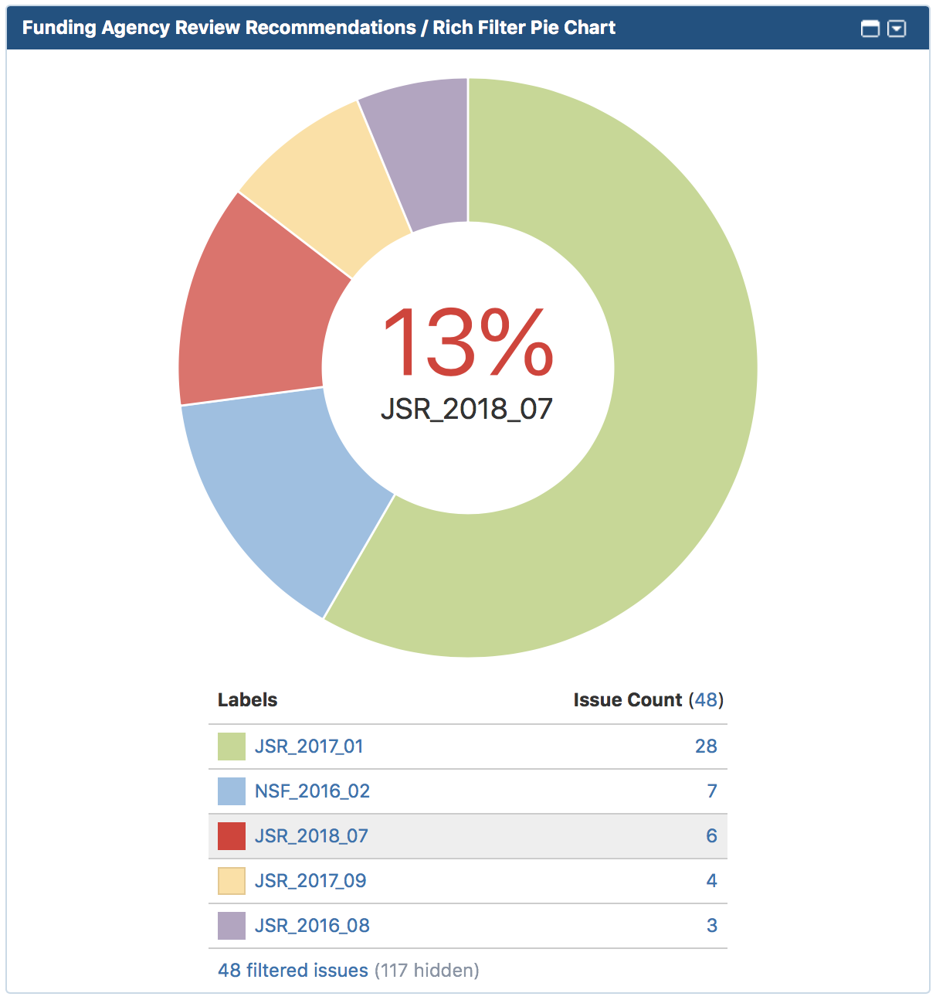 Funding Agency Review Recommendations / Rich Filter Pie Chart
13%
JSR_2018_07
Labels Issue Count (48)
JSR_2017_01 28
NSF_2016_02 7
JSR_2018_07 6
JSR_2017_09 4
JSR_2016_08 3
48 filtered issues (117 hidden)